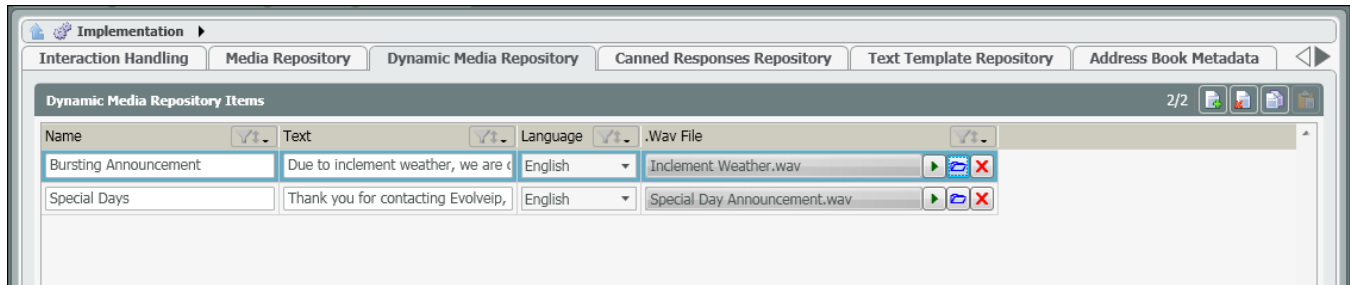 Implementation
Interaction Handling Media Repository Dynamic Media Repository Canned Responses Repository Text Template Repository Address Book Metadata
Dynamic Media Repository Items 2/2
Name Text Language .Wav File
Bursting Announcement Due to inclement weather, we are English Inclement Weather.wav
Special Days Thank you for contacting Evolveip, English Special Day Announcement.wav